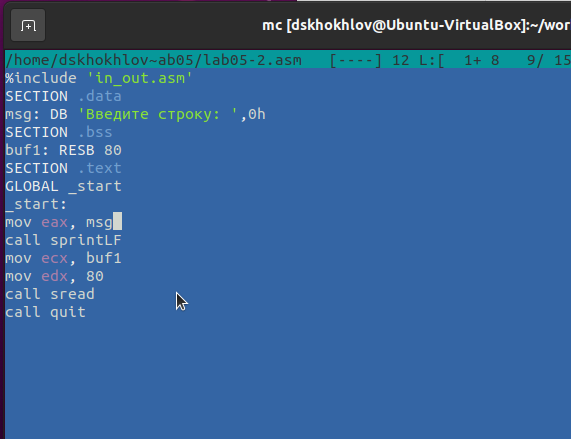 mc [dskhokhlov@Ubuntu-VirtualBox]:~/wor
/home/dskhokhlov~ab05/lab05-2.asm   [----] 12 L:[  1+ 8   9/ 15
%include 'in_out.asm'
SECTION .data
msg: DB 'Введите строку: ',0h
SECTION .bss
buf1: RESB 80
SECTION .text
GLOBAL _start
_start:
mov eax, msg
call sprintLF
mov ecx, buf1
mov edx, 80
call sread
call quit